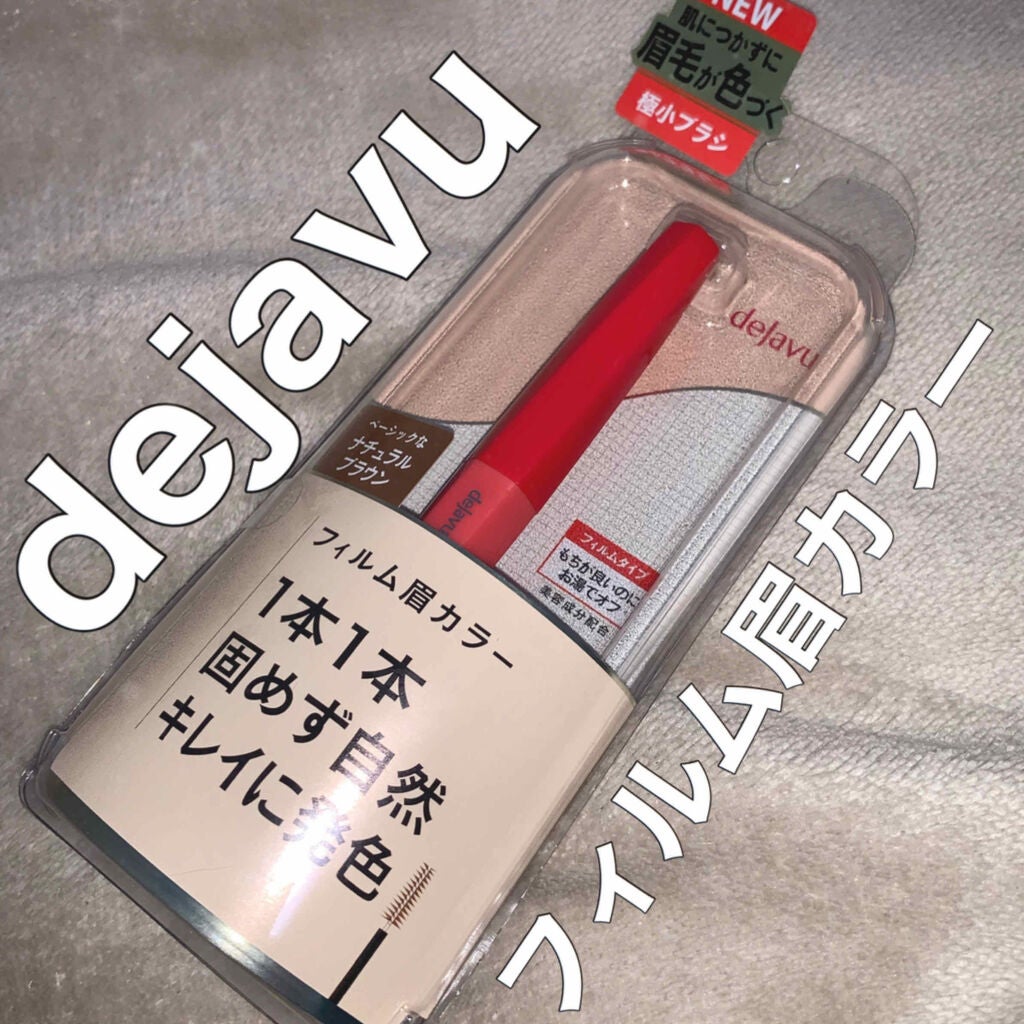 NEW
肌につかずに
眉毛が色づく
極小ブラシ
dejavu
dejavu
ベーシックな
ナチュラル
ブラウン
dejavu
フィルムタイプ
もちが良いのに
お湯でオフ
美容成分配合
フィルム眉カラー
1本1本
固めず自然
キレイに発色
フィルム眉カラー